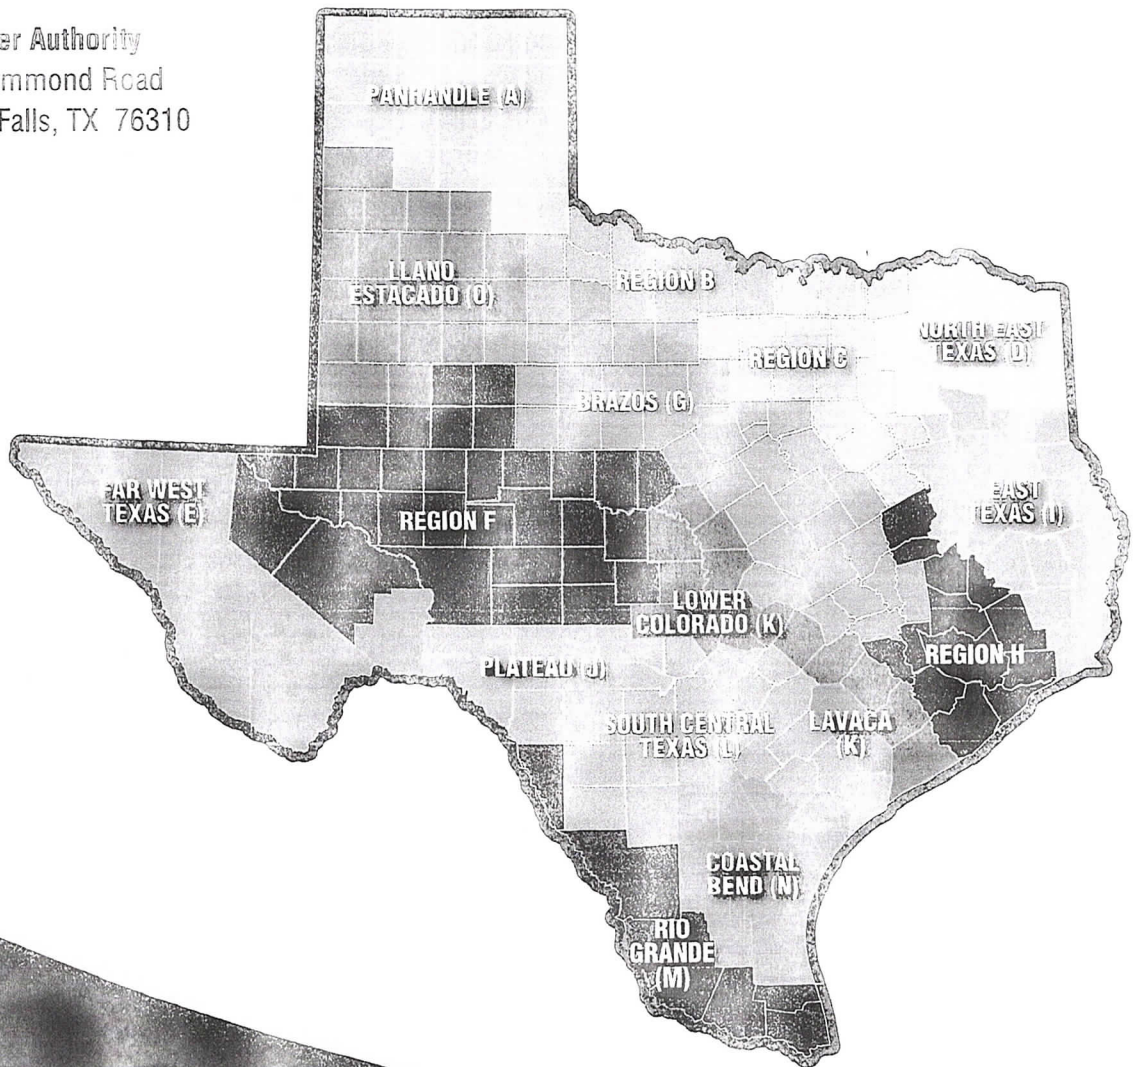 er Authority
mmond Road
Falls, TX 76310
PANHANDLE (A)
LLANO
ESTACADO (O)
REGION B
NORTH EAST
TEXAS (D)
REGION C
BRAZOS (G)
FAR WEST
TEXAS (E)
REGION F
EAST
TEXAS (I)
LOWER
COLORADO (K)
REGION H
PLATEAU (J)
SOUTH CENTRAL
TEXAS (L)
LAVACA
(K)
COASTAL
BEND (N)
RIO
GRANDE
(M)